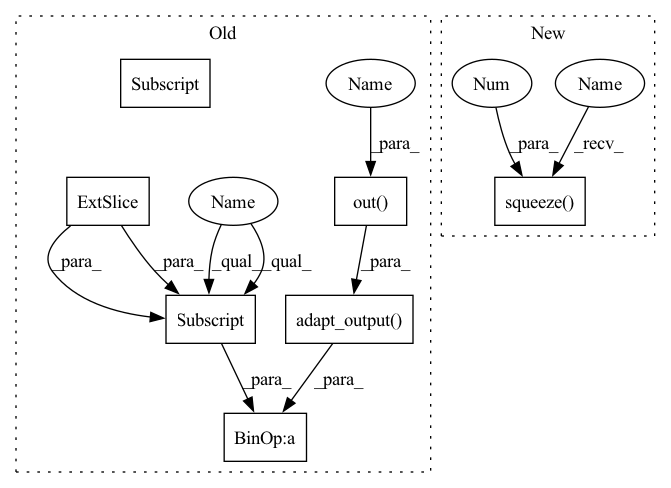 Old
New
Subscript
Name
Num
Name
_para_
_para_
_recv_
ExtSlice
Name
out()
squeeze()
_para_
_para_
_qual_
_qual_
_para_
Subscript
adapt_output()
_para_
_para_
BinOp:a